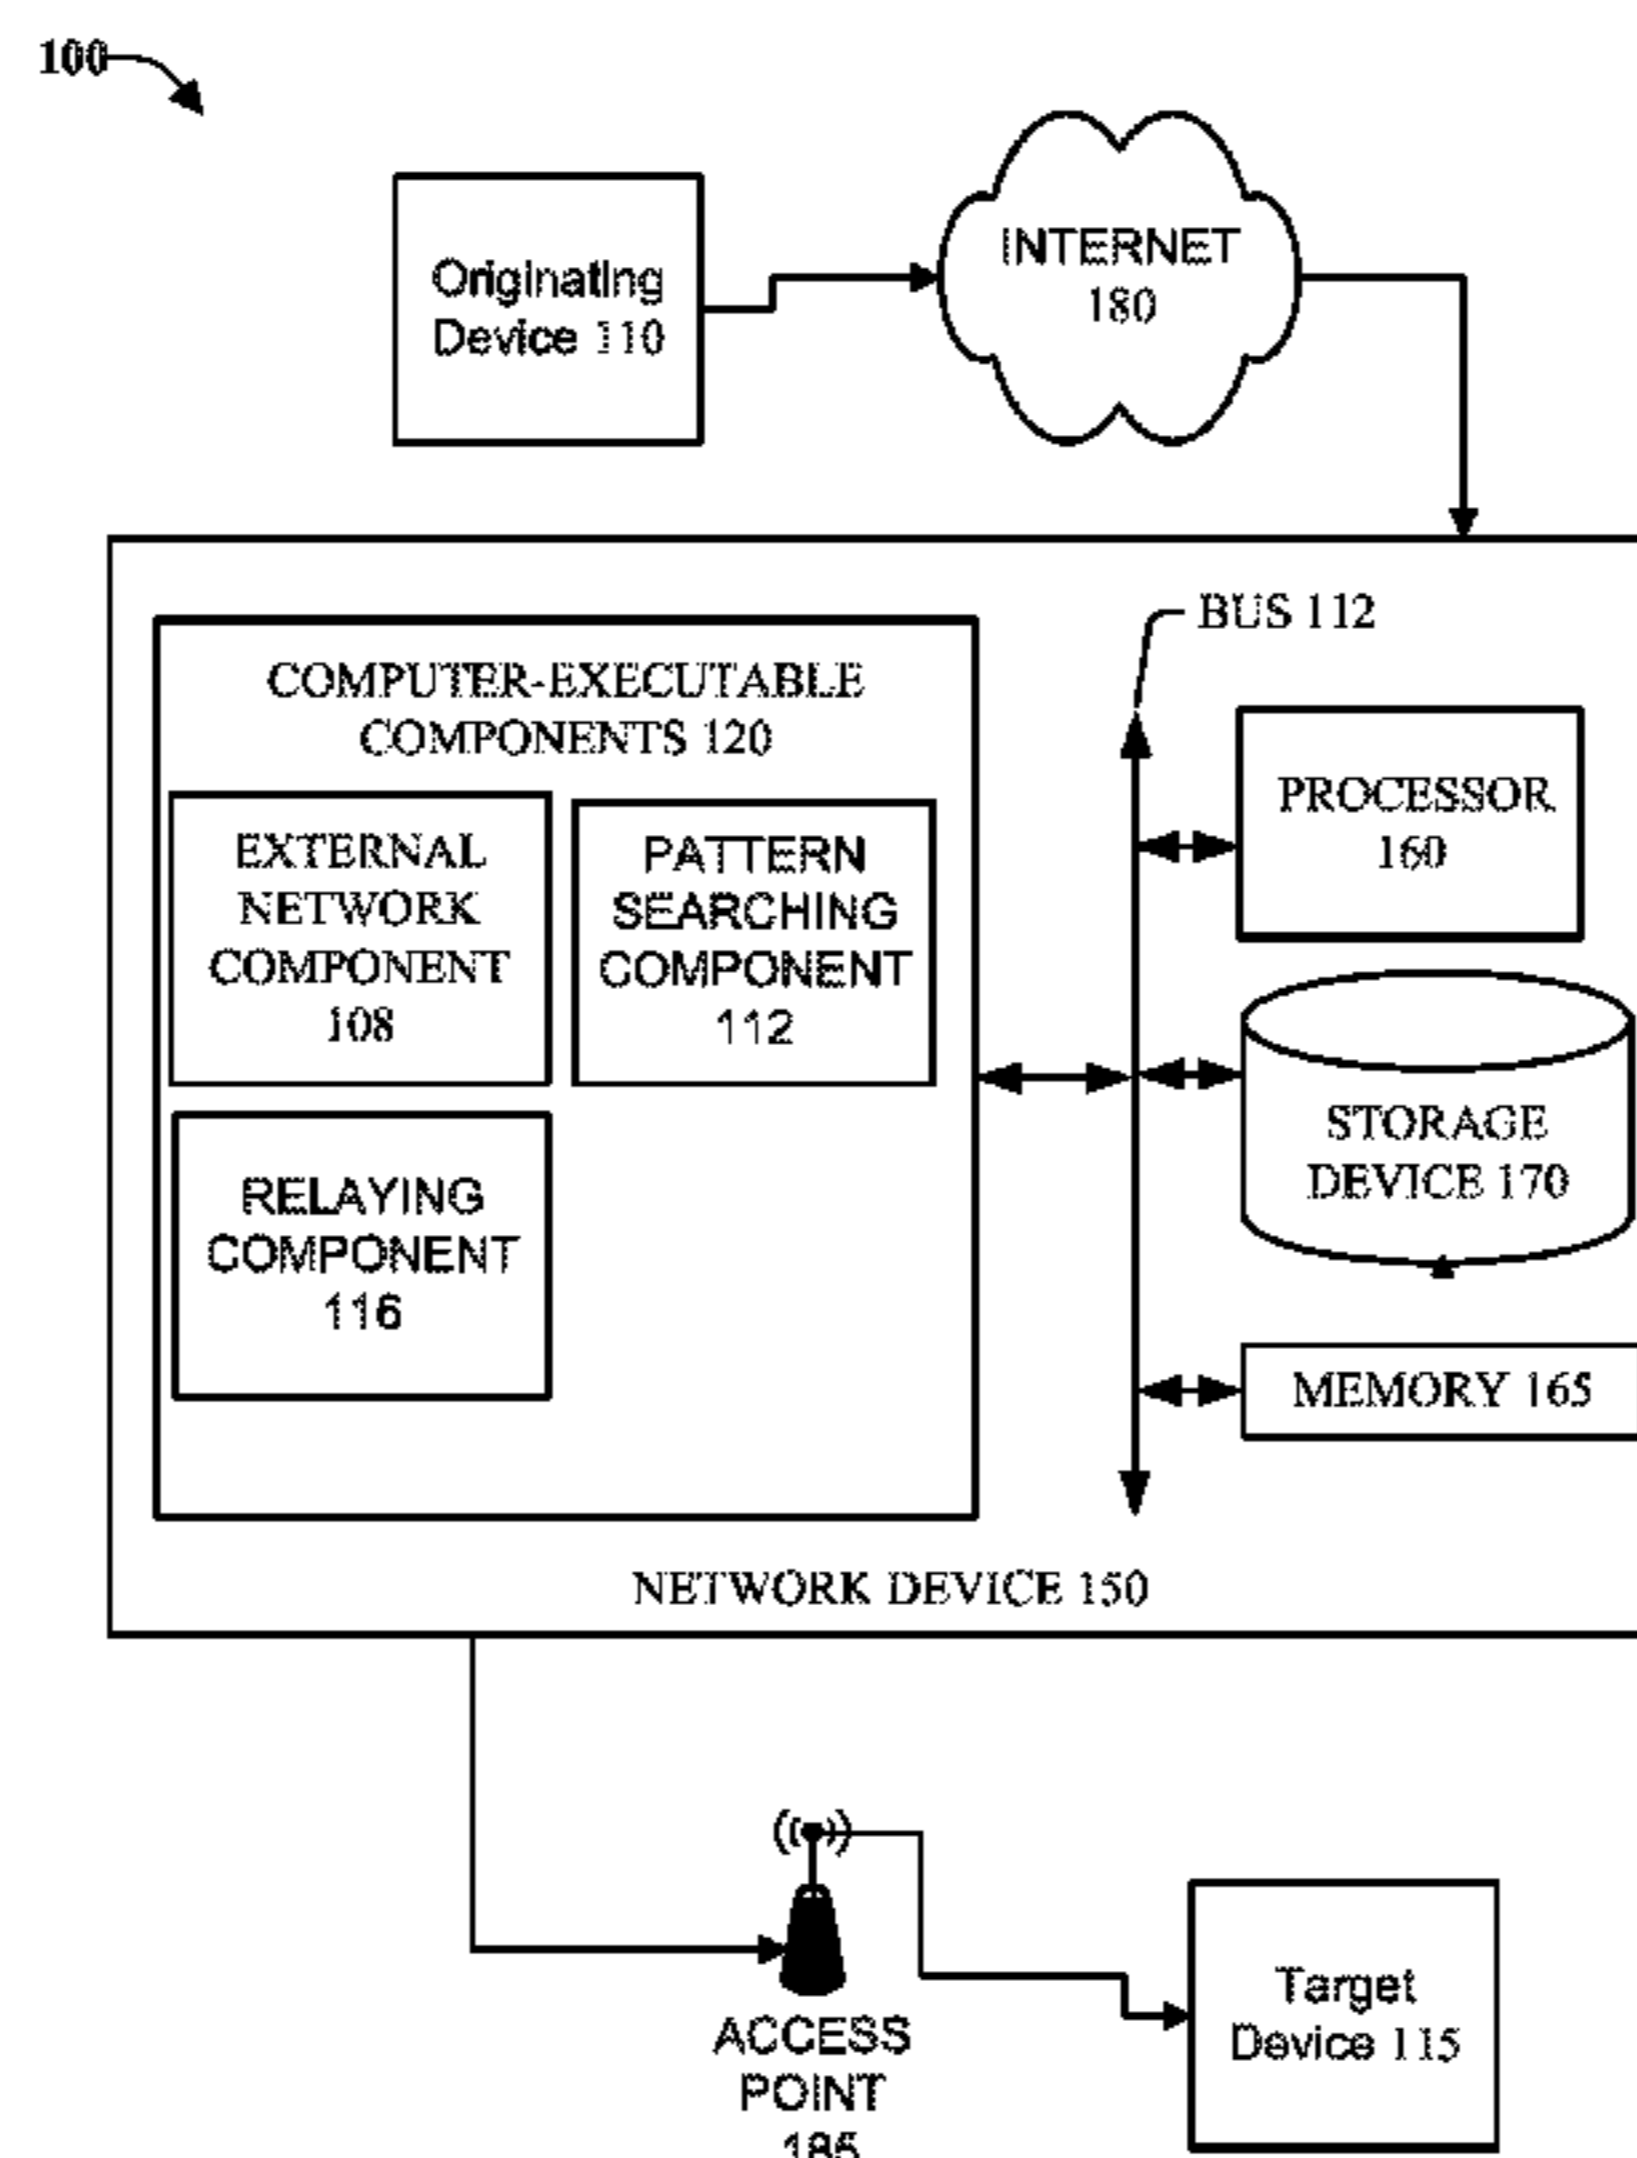 100
Originating
Device 110
INTERNET
180
BUS 112
COMPUTER-EXECUTABLE
COMPONENTS 120
EXTERNAL
NETWORK
COMPONENT
108
PATTERN
SEARCHING
COMPONENT
112
PROCESSOR
160
STORAGE
DEVICE 170
RELAYING
COMPONENT
116
MEMORY 165
NETWORK DEVICE 150
ACCESS
POINT
185
Target
Device 115